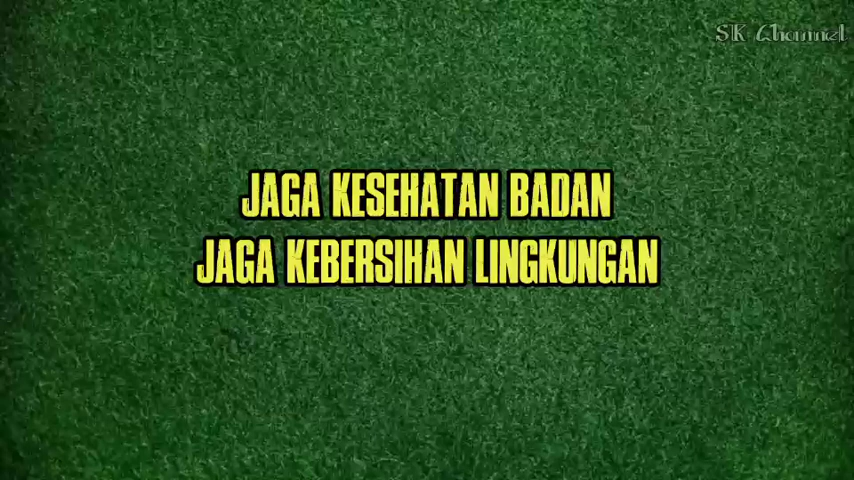 SK Channel
JAGA KESEHATAN BADAN
JAGA KEBERSIHAN LINGKUNGAN